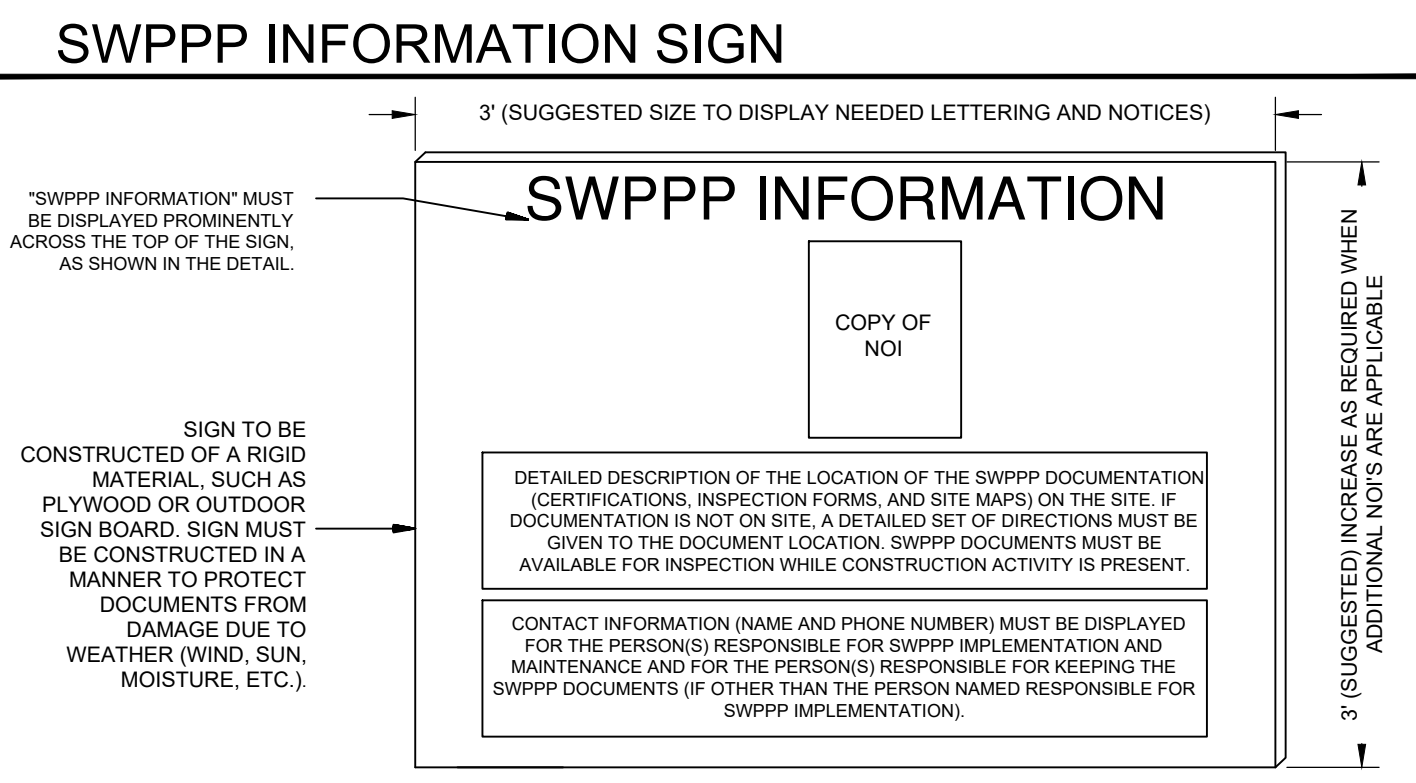 SWPPP INFORMATION SIGN
3' (SUGGESTED SIZE TO DISPLAY NEEDED LETTERING AND NOTICES)
"SWPPP INFORMATION" MUST
BE DISPLAYED PROMINENTLY
ACROSS THE TOP OF THE SIGN,
AS SHOWN IN THE DETAIL.
SWPPP INFORMATION
COPY OF
NOI
SIGN TO BE
CONSTRUCTED OF A RIGID
MATERIAL, SUCH AS
PLYWOOD OR OUTDOOR
SIGN BOARD. SIGN MUST
BE CONSTRUCTED IN A
MANNER TO PROTECT
DOCUMENTS FROM
DAMAGE DUE TO
WEATHER (WIND, SUN,
MOISTURE, ETC.).
DETAILED DESCRIPTION OF THE LOCATION OF THE SWPPP DOCUMENTATION
(CERTIFICATIONS, INSPECTION FORMS, AND SITE MAPS) ON THE SITE. IF
DOCUMENTATION IS NOT ON SITE, A DETAILED SET OF DIRECTIONS MUST BE
GIVEN TO THE DOCUMENT LOCATION. SWPPP DOCUMENTS MUST BE
AVAILABLE FOR INSPECTION WHILE CONSTRUCTION ACTIVITY IS PRESENT.
CONTACT INFORMATION (NAME AND PHONE NUMBER) MUST BE DISPLAYED
FOR THE PERSON(S) RESPONSIBLE FOR SWPPP IMPLEMENTATION AND
MAINTENANCE AND FOR THE PERSON(S) RESPONSIBLE FOR KEEPING THE
SWPPP DOCUMENTS (IF OTHER THAN THE PERSON NAMED RESPONSIBLE FOR
SWPPP IMPLEMENTATION).
3' (SUGGESTED) INCREASE AS REQUIRED WHEN
ADDITIONAL NOI'S ARE APPLICABLE